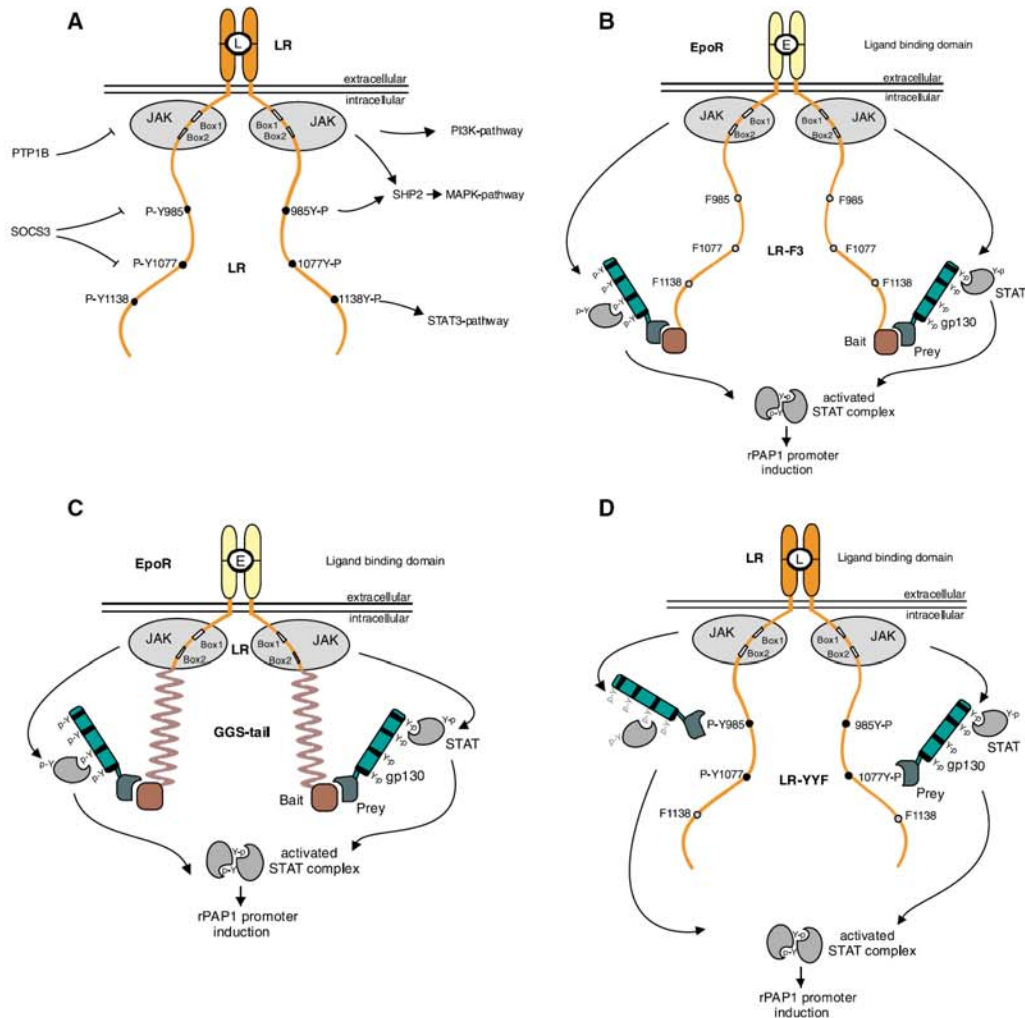 A
L
LR
extracellular
intracellular
JAK
Box1
Box2
Box1
Box2
JAK
PI3K-pathway
PTP1B
SHP2
MAPK-pathway
P-Y985
985Y-P
SOCS3
LR
P-Y1077
1077Y-P
P-Y1138
1138Y-P
STAT3-pathway
B
EpoR
E
Ligand binding domain
extracellular
intracellular
JAK
Box1
Box2
Box1
Box2
JAK
F985
F985
F1077
F1077
LR-F3
F1138
F1138
P-Y
P-Y
P-Y
P-Y
P-Y
Y-P
Y-P
Y-P
Y-P
Y-P
STAT
gp130
Bait
Prey
Y-P
P-Y
activated
STAT complex
rPAP1 promoter
induction
C
EpoR
E
Ligand binding domain
extracellular
intracellular
JAK
Box1
Box2
LR
Box1
Box2
JAK
GGS-tail
P-Y
P-Y
P-Y
P-Y
P-Y
Y-P
Y-P
Y-P
Y-P
Y-P
STAT
gp130
Bait
Prey
Y-P
P-Y
activated
STAT complex
rPAP1 promoter
induction
D
LR
L
Ligand binding domain
extracellular
intracellular
JAK
Box1
Box2
Box1
Box2
JAK
P-Y
P-Y
P-Y
P-Y
P-Y
P-Y985
985Y-P
Y-P
Y-P
Y-P
Y-P
Y-P
STAT
gp130
P-Y1077
1077Y-P
LR-YYF
Prey
F1138
F1138
Y-P
P-Y
activated
STAT complex
rPAP1 promoter
induction